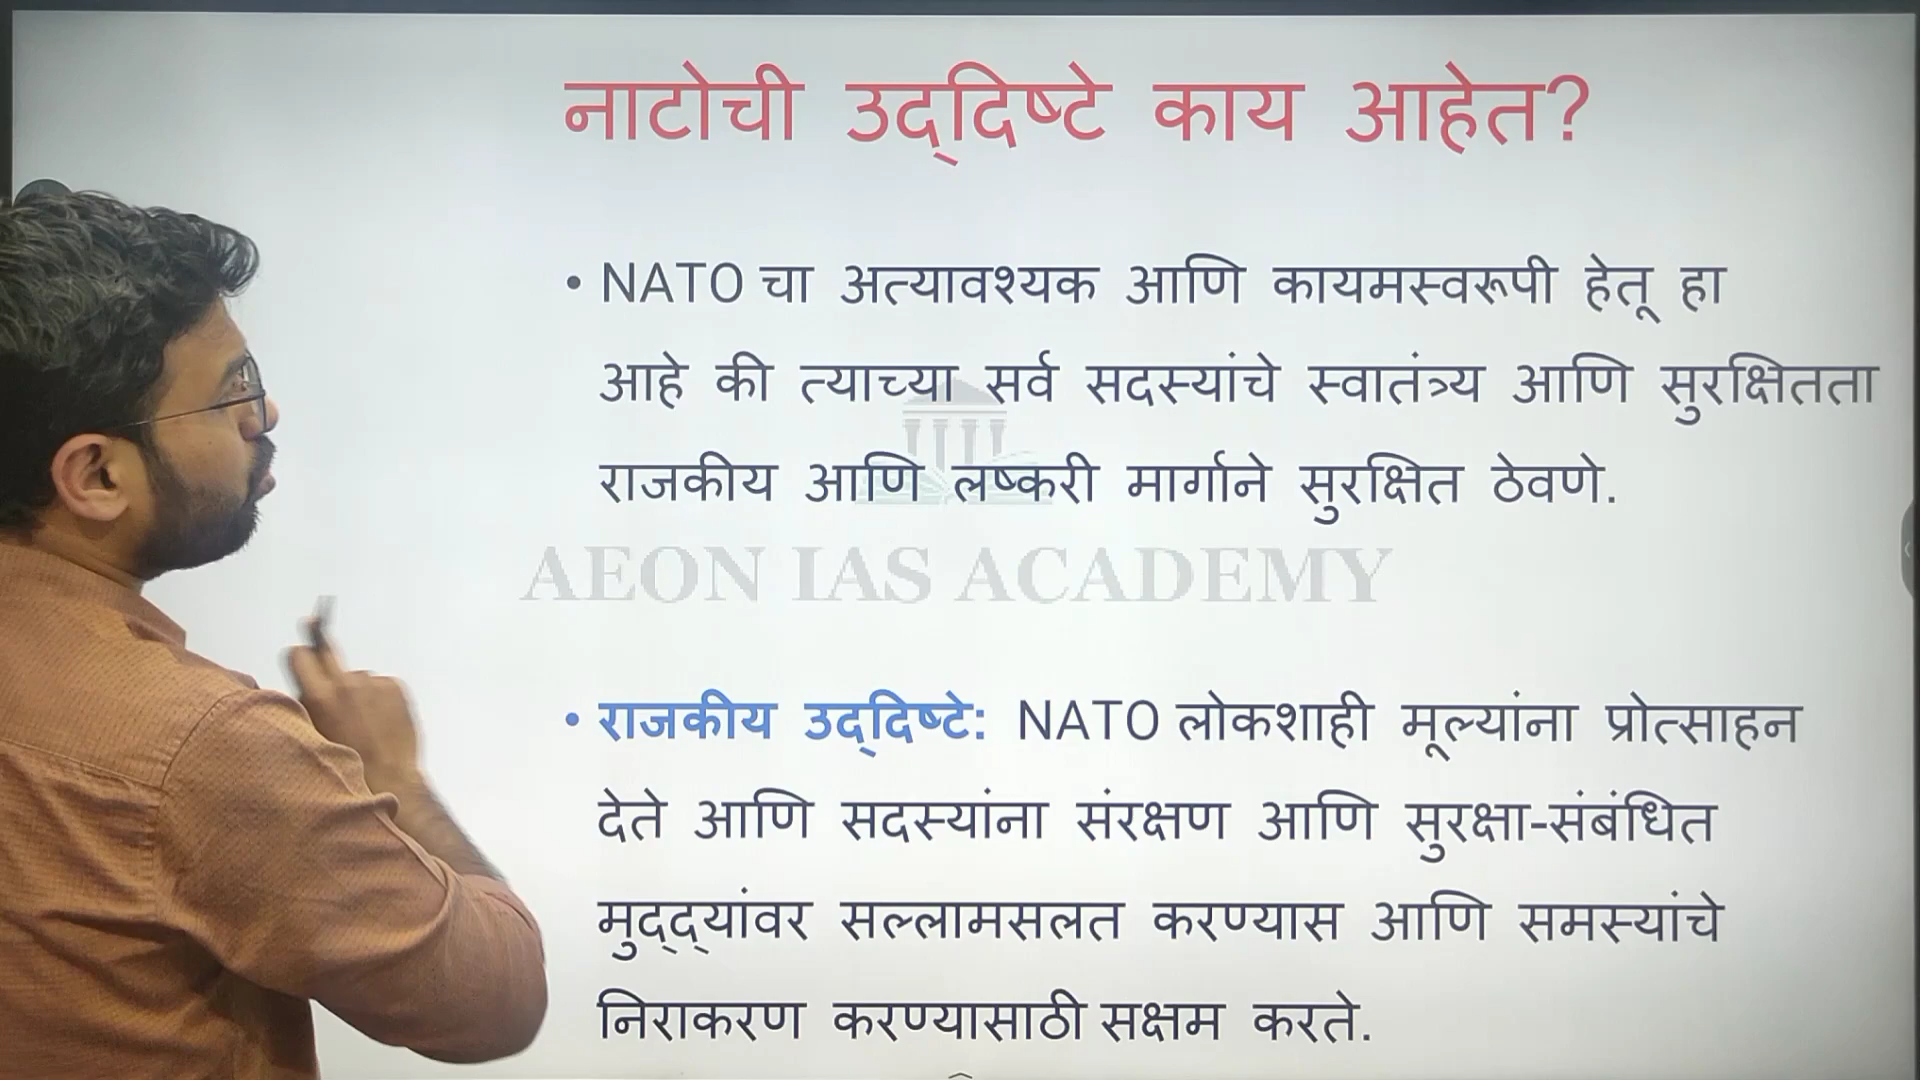 नाटोची उद्दिष्टे काय आहेत?
• NATO चा अत्यावश्यक आणि कायमस्वरूपी हेतू हा
आहे की त्याच्या सर्व सदस्यांचे स्वातंत्र्य आणि सुरक्षितता
राजकीय आणि लष्करी मार्गाने सुरक्षित ठेवणे.
AEON IAS ACADEMY
• राजकीय उद्दिष्टे: NATO लोकशाही मूल्यांना प्रोत्साहन
देते आणि सदस्यांना संरक्षण आणि सुरक्षा-संबंधित
मुद्द्यांवर सल्लामसलत करण्यास आणि समस्यांचे
निराकरण करण्यासाठी सक्षम करते.